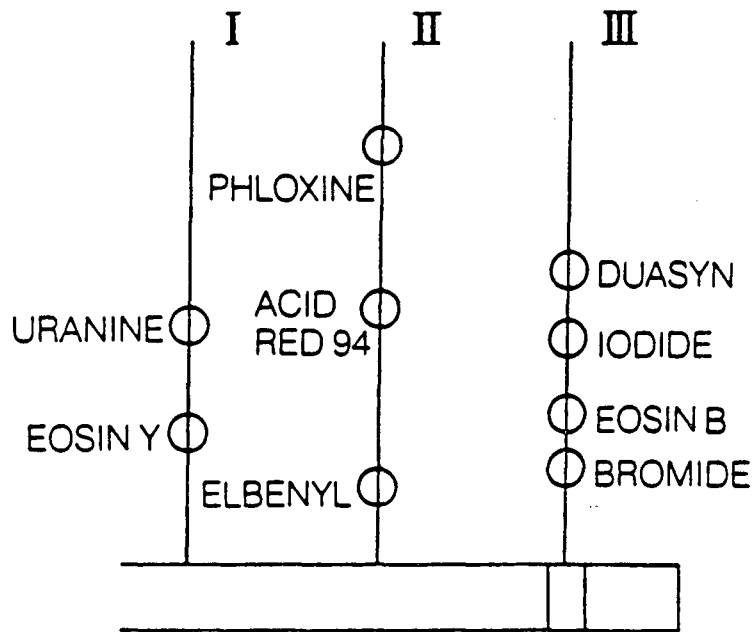 I
II
III
PHLOXINE
DUASYN
ACID
RED 94
URANINE
IODIDE
EOSIN B
EOSIN Y
BROMIDE
ELBENYL